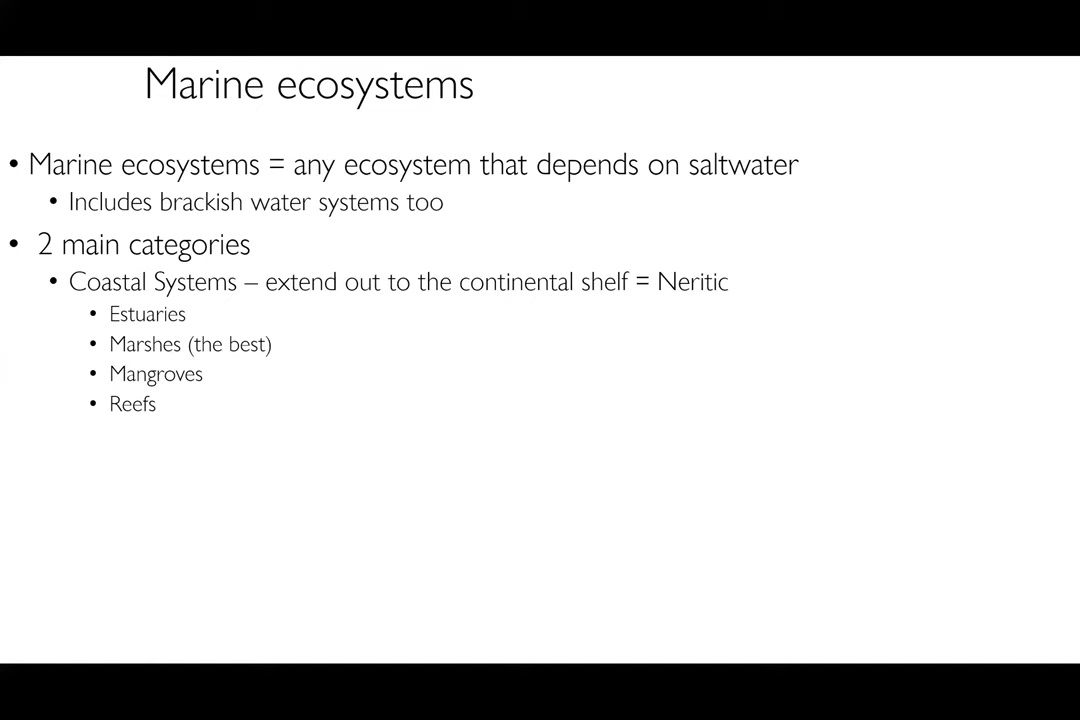 Marine ecosystems
• Marine ecosystems = any ecosystem that depends on saltwater
• Includes brackish water systems too
• 2 main categories
• Coastal Systems – extend out to the continental shelf = Neritic
• Estuaries
• Marshes (the best)
• Mangroves
• Reefs